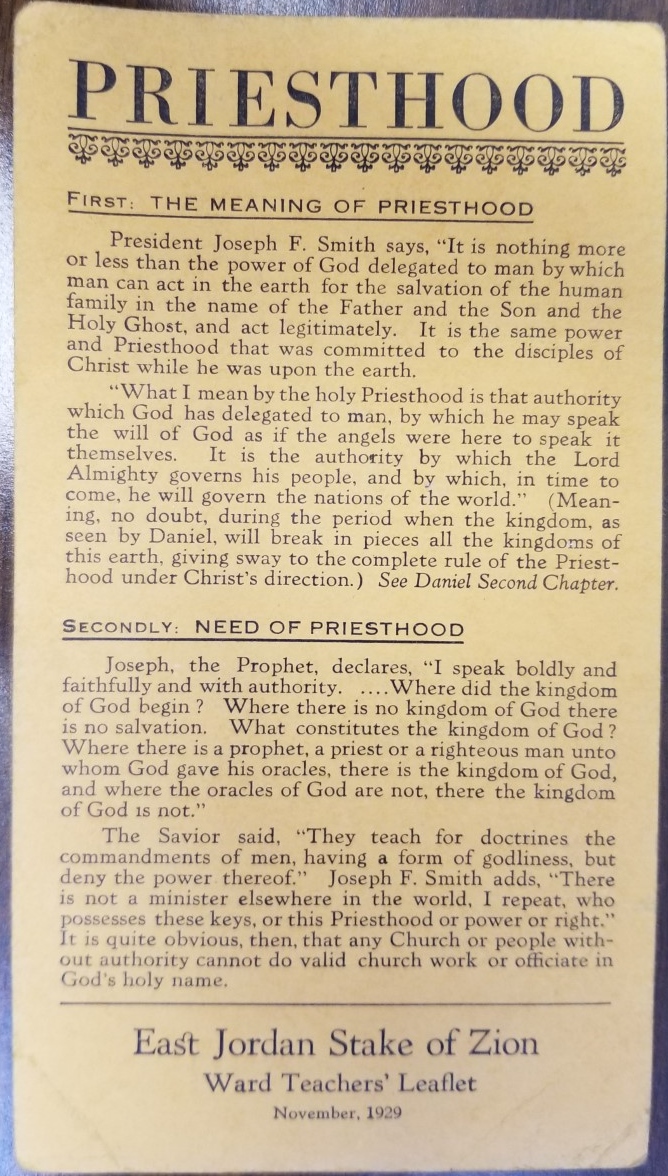 PRIESTHOOD
FIRST: THE MEANING OF PRIESTHOOD
President Joseph F. Smith says, “It is nothing more
or less than the power of God delegated to man by which
man can act in the earth for the salvation of the human
family in the name of the Father and the Son and the
Holy Ghost, and act legitimately. It is the same power
and Priesthood that was committed to the disciples of
Christ while he was upon the earth.
“What I mean by the holy Priesthood is that authority
which God has delegated to man, by which he may speak
the will of God as if the angels were here to speak it
themselves. It is the authority by which the Lord
Almighty governs his people, and by which, in time to
come, he will govern the nations of the world.” (Mean-
ing, no doubt, during the period when the kingdom, as
seen by Daniel, will break in pieces all the kingdoms of
this earth, giving sway to the complete rule of the Priest-
hood under Christ’s direction.) See Daniel Second Chapter.
SECONDLY: NEED OF PRIESTHOOD
Joseph, the Prophet, declares, “I speak boldly and
faithfully and with authority. ....Where did the kingdom
of God begin? Where there is no kingdom of God there
is no salvation. What constitutes the kingdom of God?
Where there is a prophet, a priest or a righteous man unto
whom God gave his oracles, there is the kingdom of God,
and where the oracles of God are not, there the kingdom
of God is not.”
The Savior said, “They teach for doctrines the
commandments of men, having a form of godliness, but
deny the power thereof.” Joseph F. Smith adds, “There
is not a minister elsewhere in the world, I repeat, who
possesses these keys, or this Priesthood or power or right.”
It is quite obvious, then, that any Church or people with-
out authority cannot do valid church work or officiate in
God’s holy name.
East Jordan Stake of Zion
Ward Teachers’ Leaflet
November, 1929